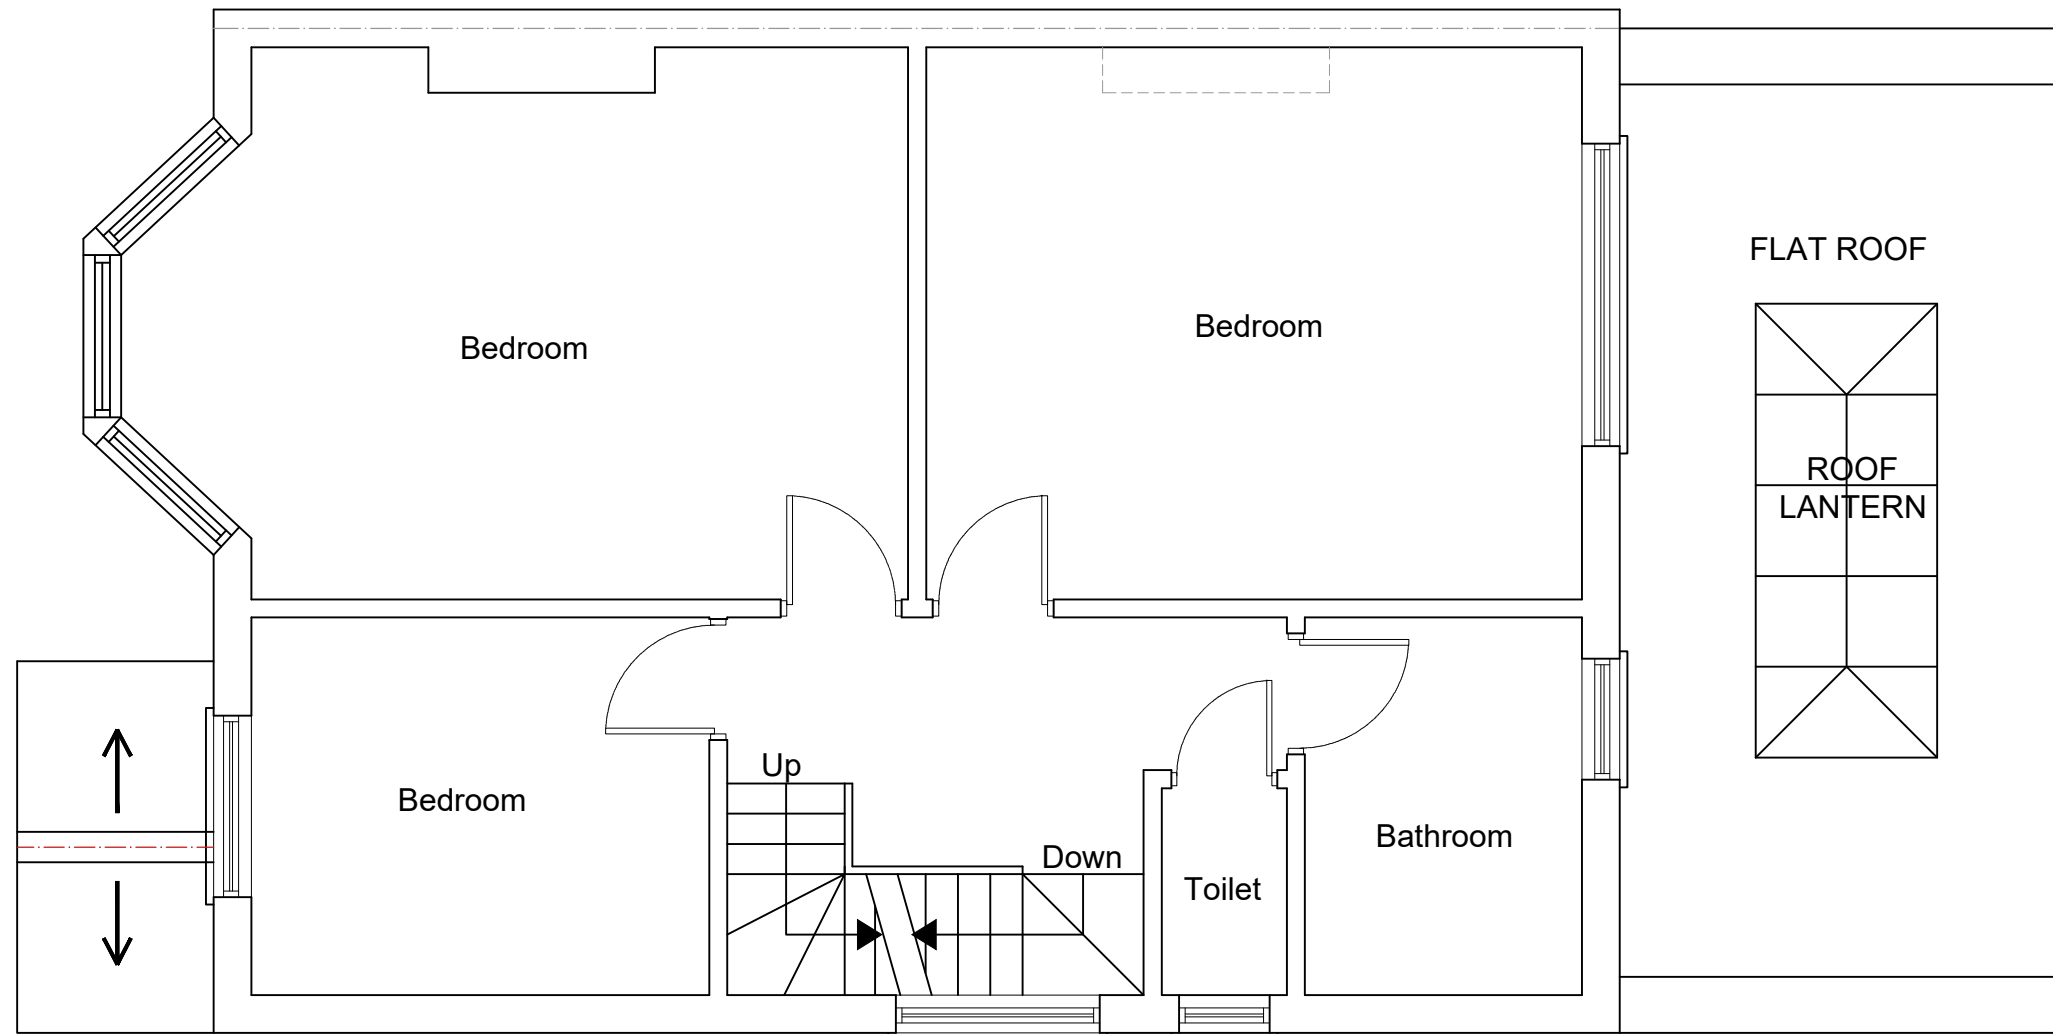 FLAT ROOF
Bedroom
Bedroom
ROOF
LANTERN
Up
Bedroom
Bathroom
Down
Toilet